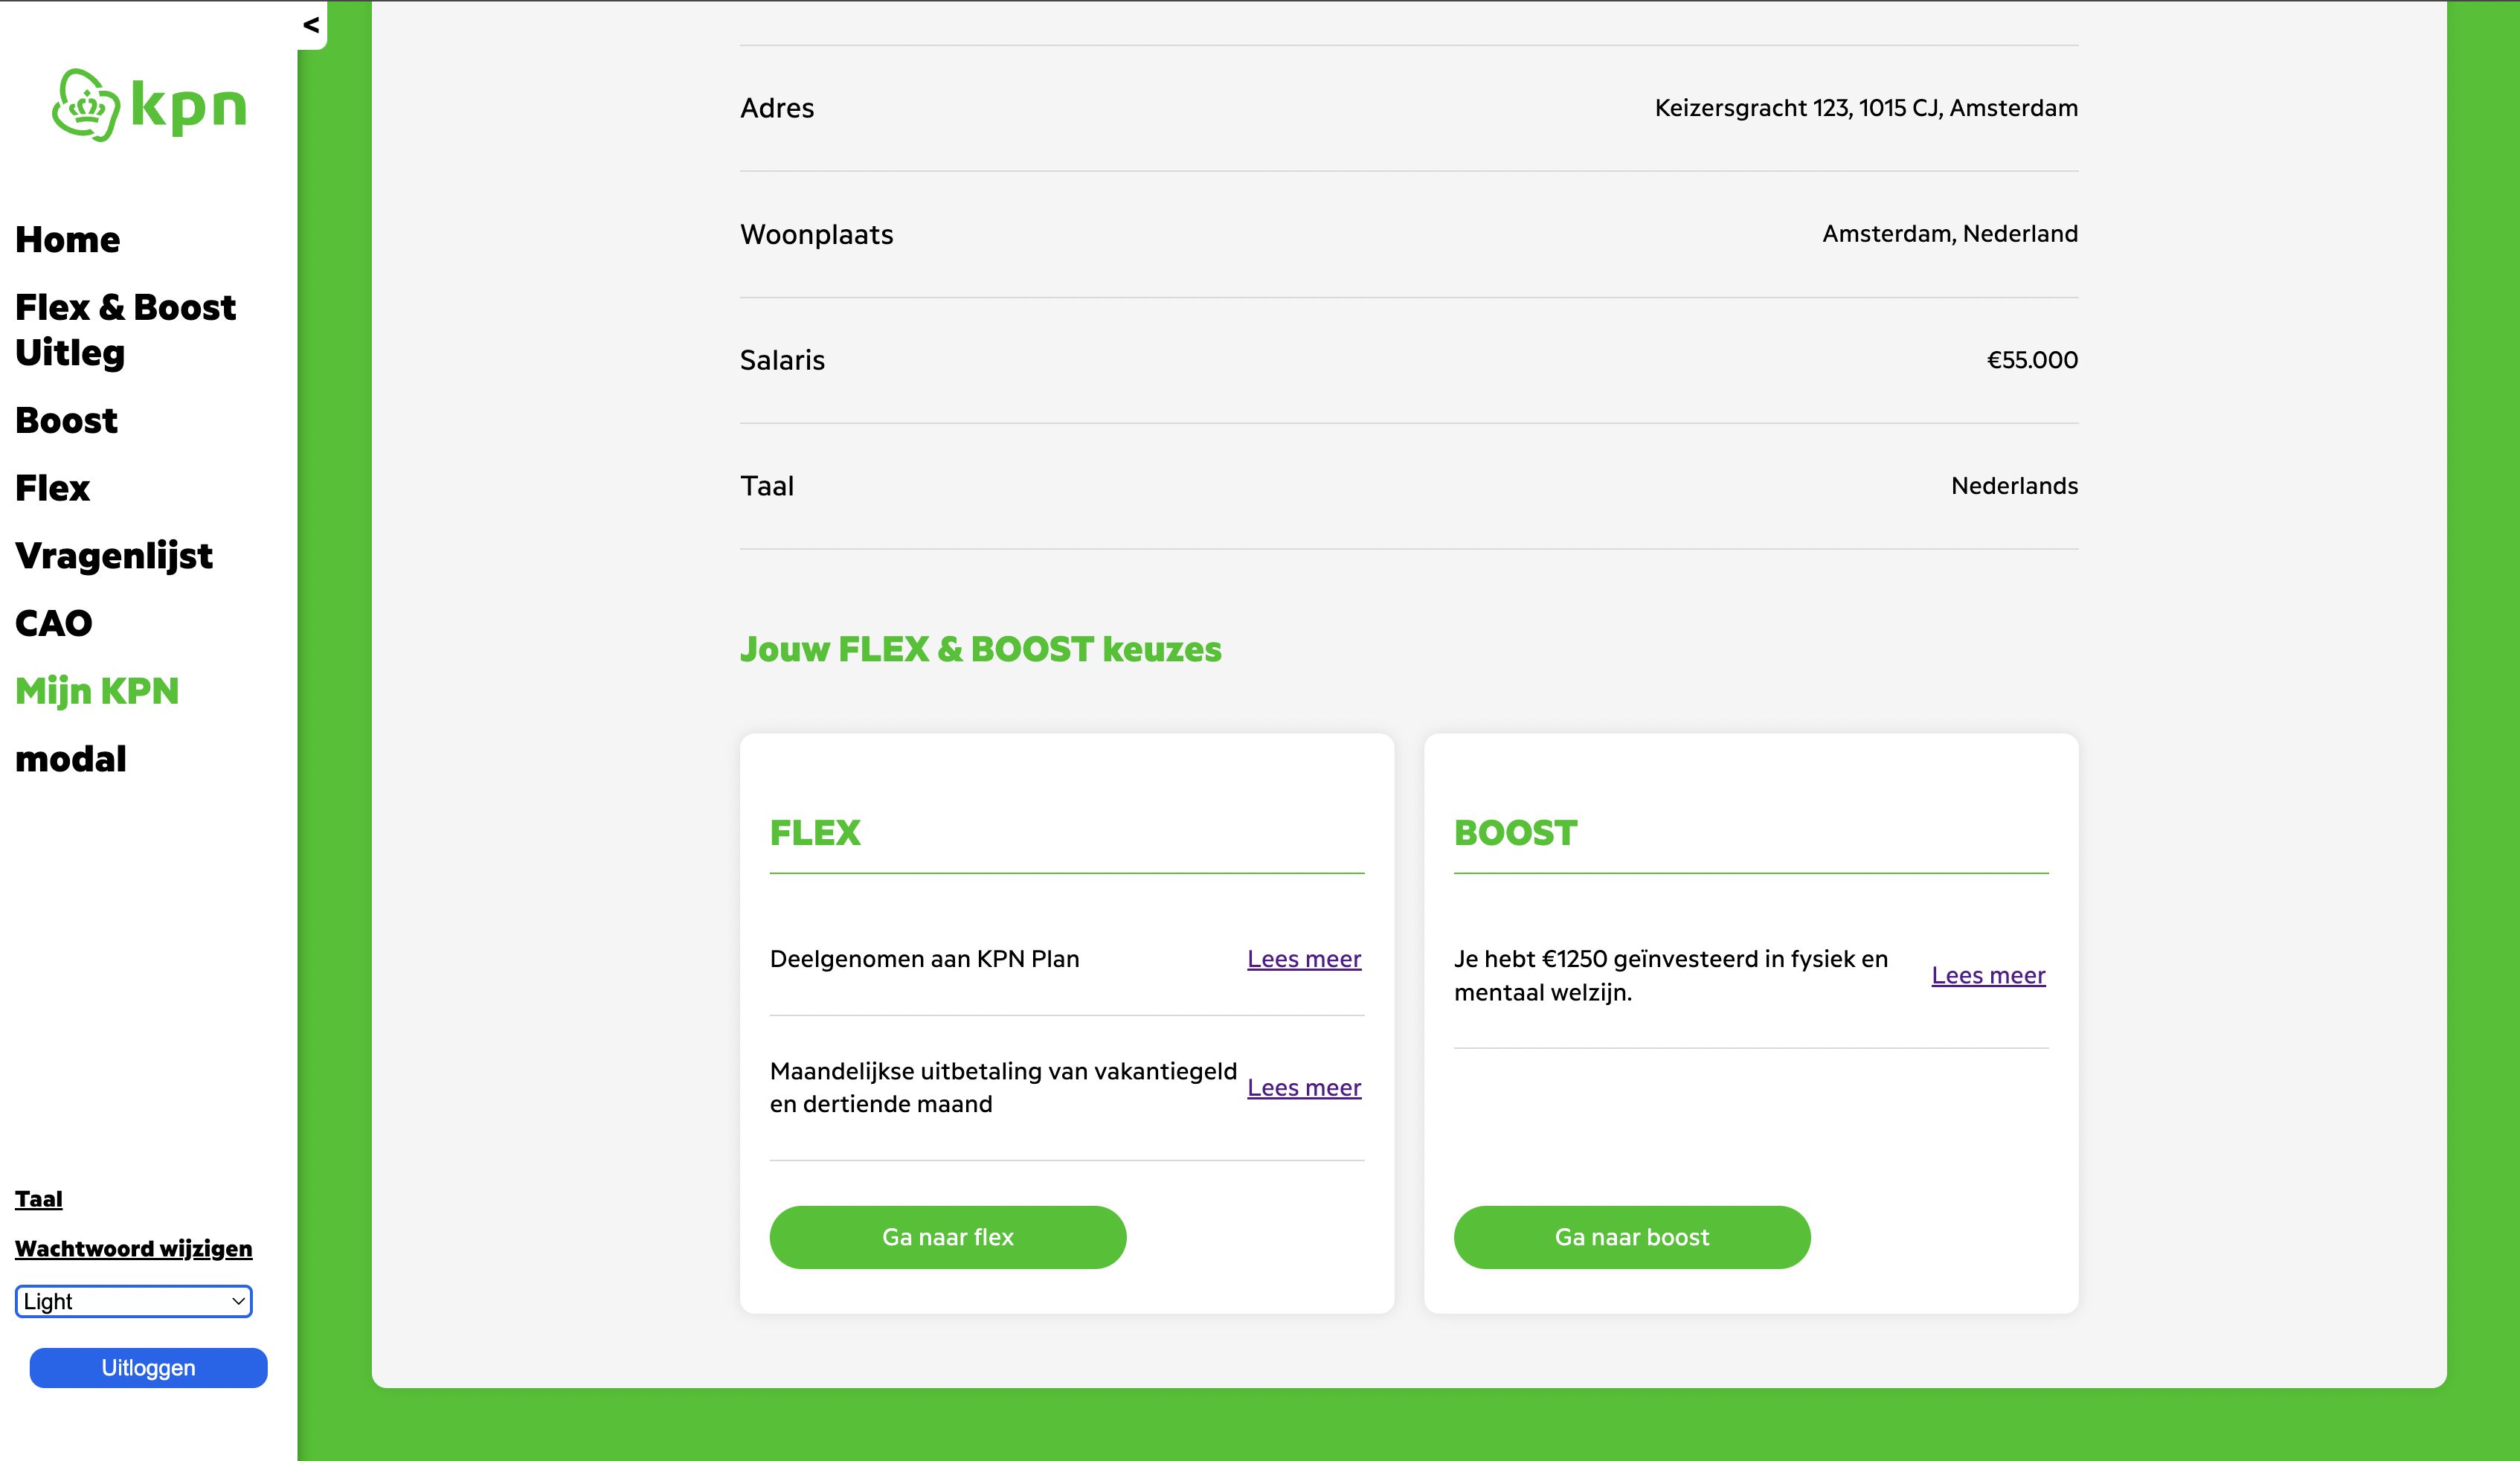 <
kpn
Home
Flex & Boost
Uitleg
Boost
Flex
Vragenlijst
CAO
Mijn KPN
modal
Taal
Wachtwoord wijzigen
Light
Uitloggen
Adres
Keizersgracht 123, 1015 CJ, Amsterdam
Woonplaats
Amsterdam, Nederland
Salaris
€55.000
Taal
Nederlands
Jouw FLEX & BOOST keuzes
FLEX
Deelgenomen aan KPN Plan
Lees meer
Maandelijkse uitbetaling van vakantiegeld
en dertiende maand
Lees meer
Ga naar flex
BOOST
Je hebt €1250 geïnvesteerd in fysiek en
mentaal welzijn.
Lees meer
Ga naar boost